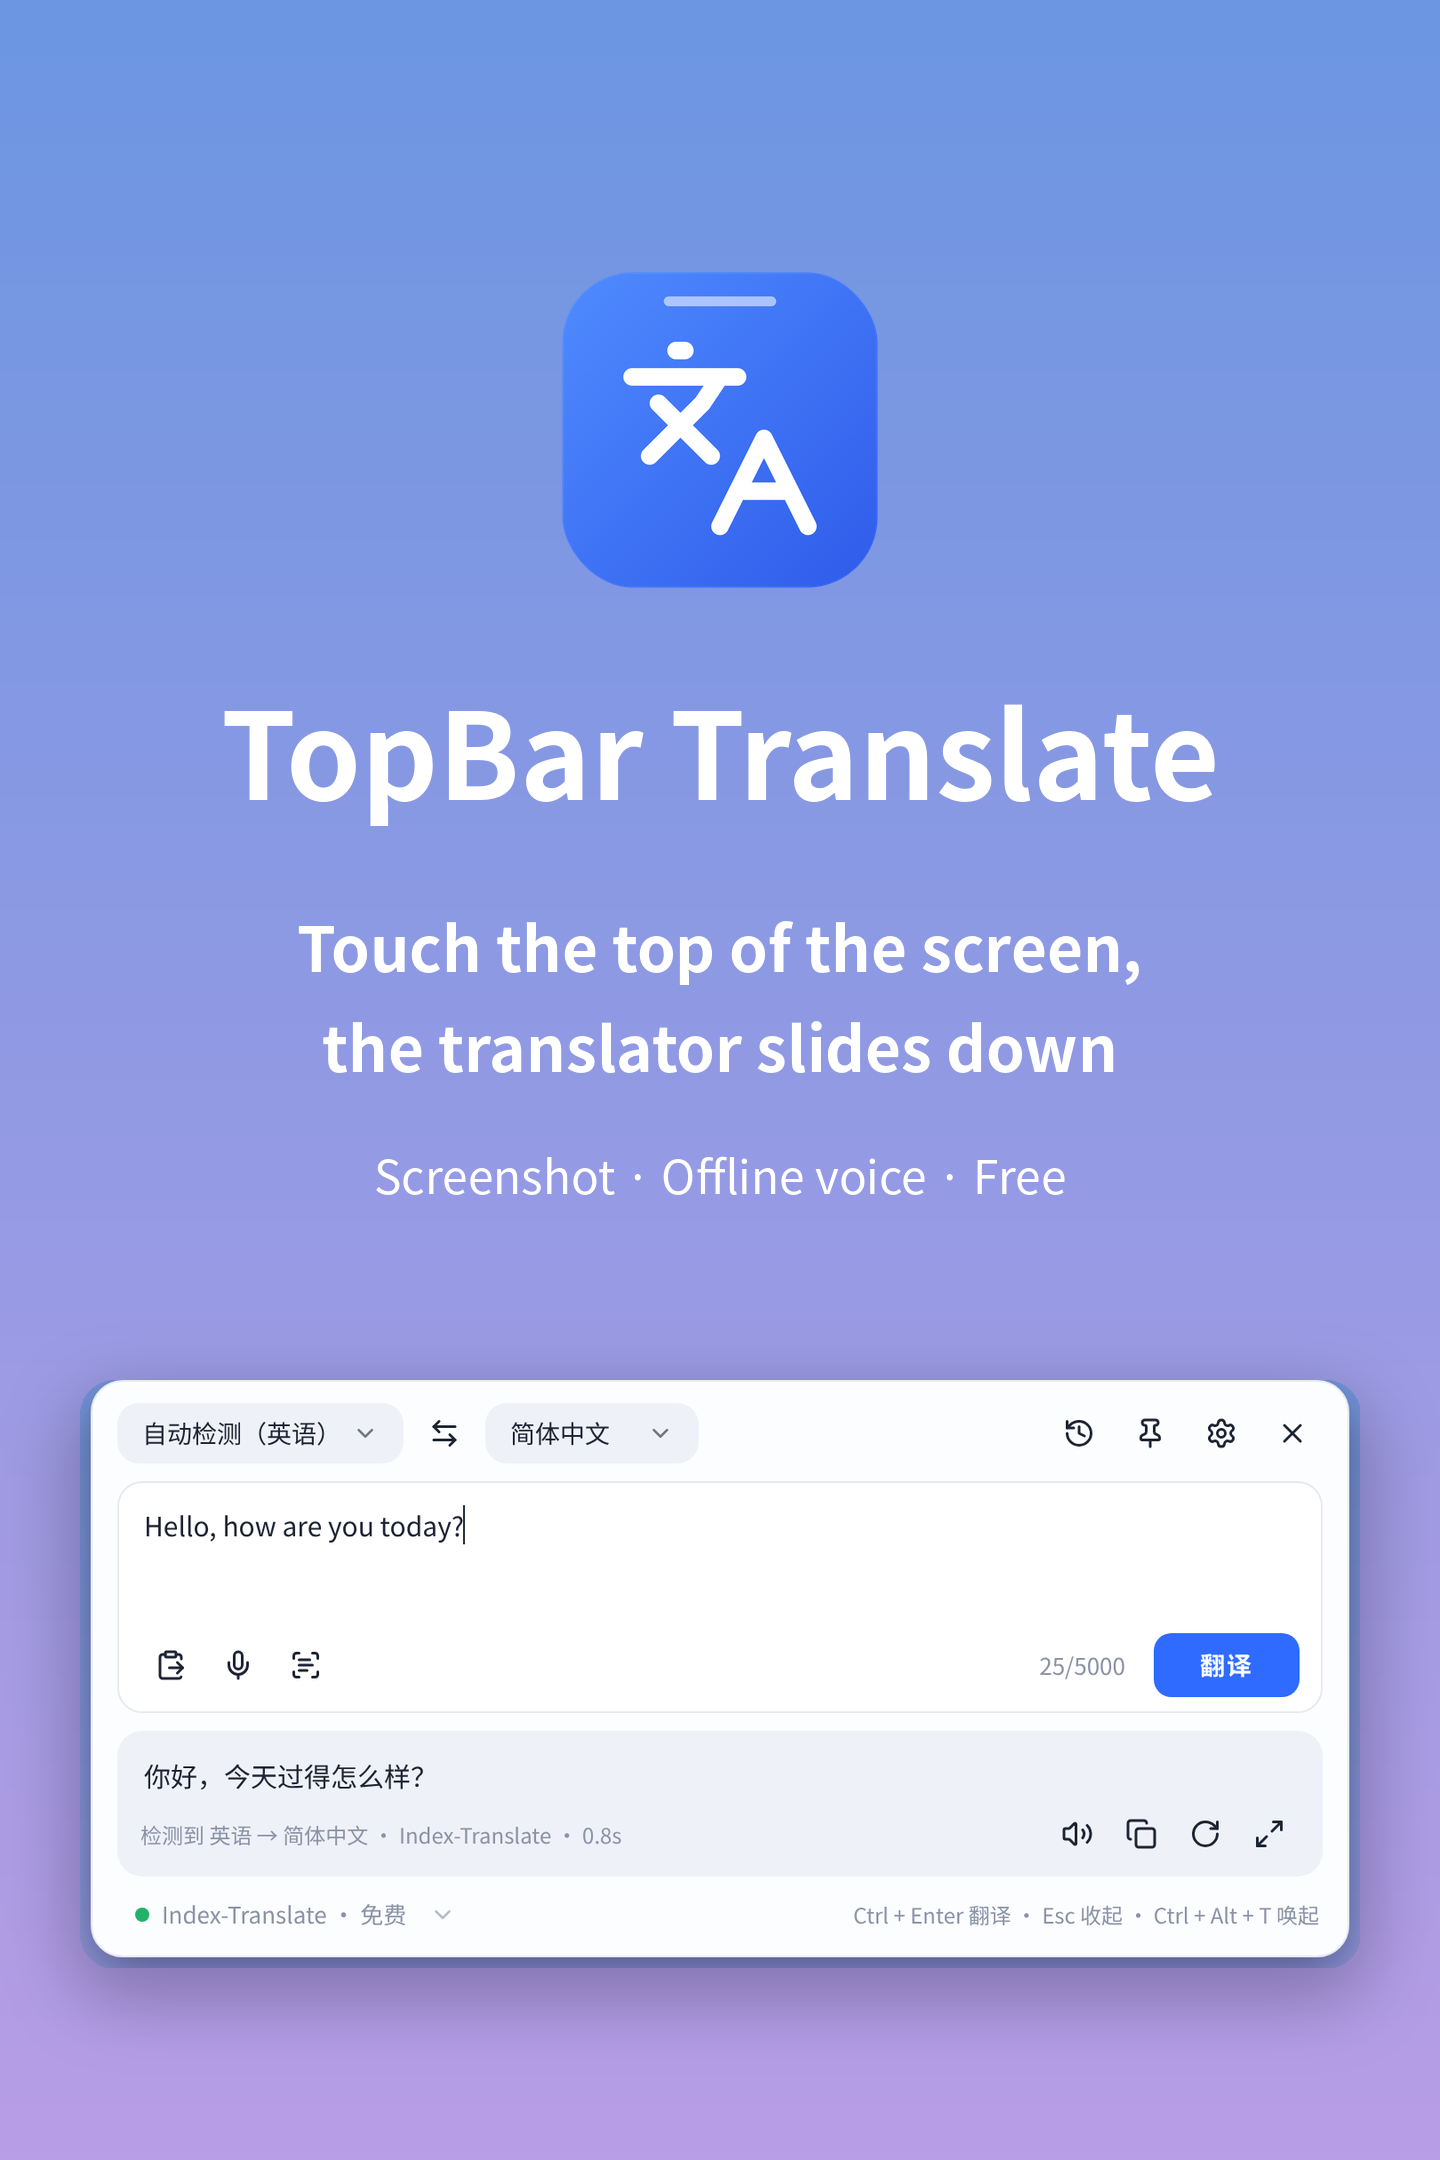 文A
TopBar Translate
Touch the top of the screen,
the translator slides down
Screenshot · Offline voice · Free
自动检测（英语） 简体中文
Hello, how are you today?
25/5000 翻译
你好，今天过得怎么样？
检测到 英语 → 简体中文 · Index-Translate · 0.8s
Index-Translate · 免费 Ctrl + Enter 翻译 · Esc 收起 · Ctrl + Alt + T 唤起